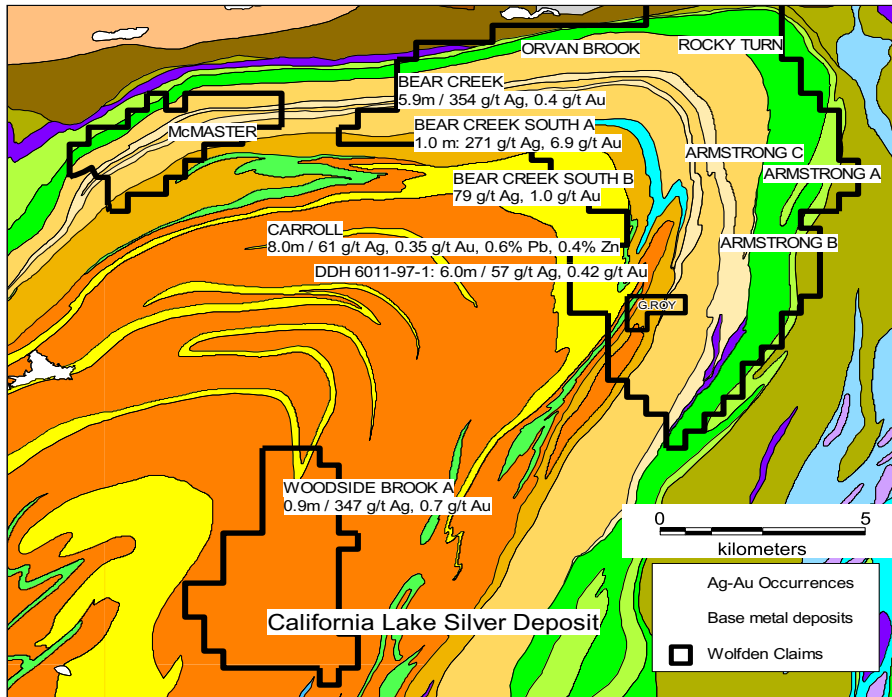 ORVAN BROOK
ROCKY TURN
BEAR CREEK
5.9m / 354 g/t Ag, 0.4 g/t Au
McMASTER
BEAR CREEK SOUTH A
1.0 m: 271 g/t Ag, 6.9 g/t Au
ARMSTRONG C
ARMSTRONG A
BEAR CREEK SOUTH B
79 g/t Ag, 1.0 g/t Au
CARROLL
8.0m / 61 g/t Ag, 0.35 g/t Au, 0.6% Pb, 0.4% Zn
ARMSTRONG B
DDH 6011-97-1: 6.0m / 57 g/t Ag, 0.42 g/t Au
G.ROY
WOODSIDE BROOK A
0.9m / 347 g/t Ag, 0.7 g/t Au
0 5
kilometers
Ag-Au Occurrences
Base metal deposits
Wolfden Claims
California Lake Silver Deposit